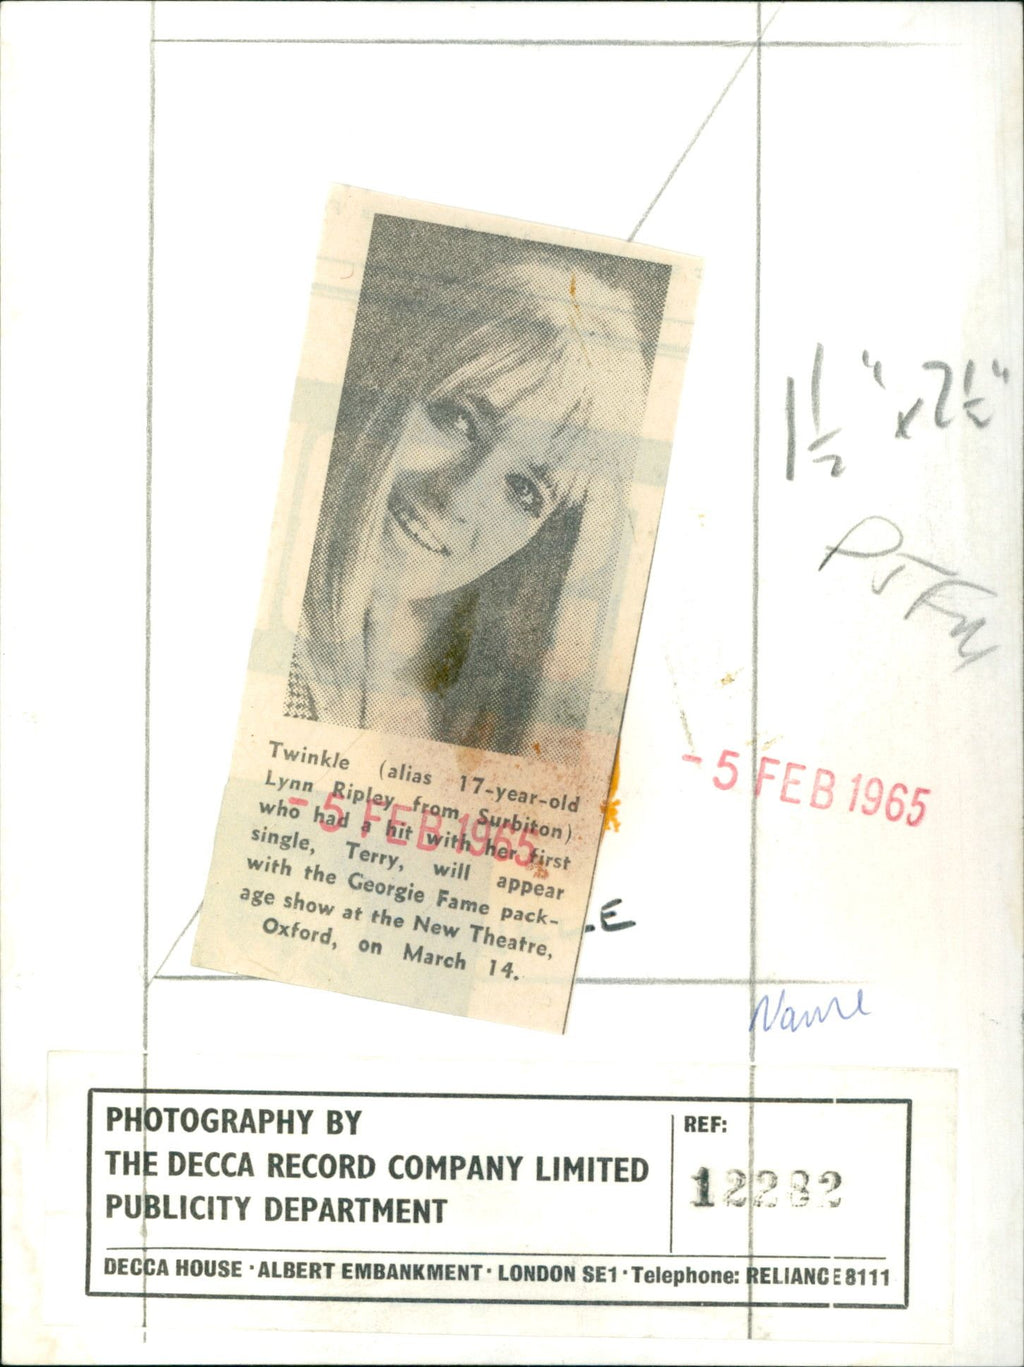 1½" x 2½"
- 5 FEB 1965
Twinkle (alias 17-year-old
Lynn Ripley from Surbiton)
who had a hit with her first
single, Terry, will appear
with the Georgie Fame pack-
age show at the New Theatre,
Oxford, on March 14.
- 5 FEB 1965
.E
Name
PHOTOGRAPHY BY
THE DECCA RECORD COMPANY LIMITED
PUBLICITY DEPARTMENT
REF:
12282
DECCA HOUSE · ALBERT EMBANKMENT · LONDON SE1 · Telephone: RELIANCE 8111